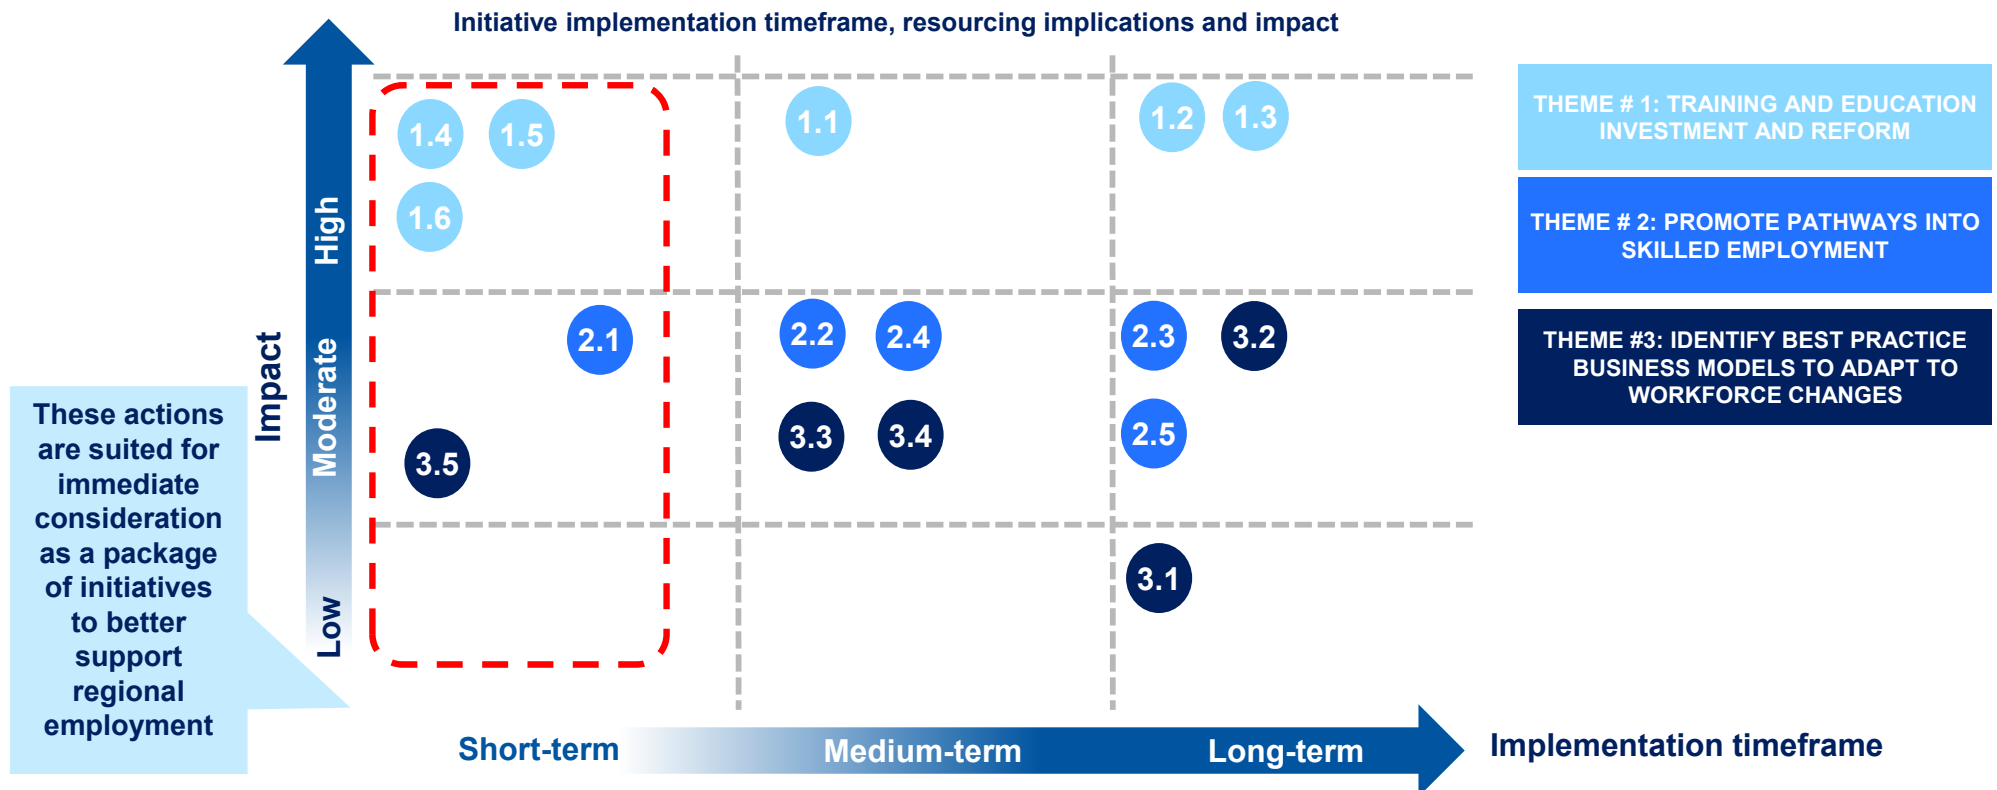 Initiative implementation timeframe, resourcing implications and impact
1.4
1.5
1.6
1.1
1.2
1.3
2.1
3.5
2.2
2.4
3.3
3.4
2.3
3.2
2.5
3.1
Impact
High
Moderate
Low
These actions
are suited for
immediate
consideration
as a package
of initiatives
to better
support
regional
employment
Short-term
Medium-term
Long-term
Implementation timeframe
THEME # 1: TRAINING AND EDUCATION
INVESTMENT AND REFORM
THEME # 2: PROMOTE PATHWAYS INTO
SKILLED EMPLOYMENT
THEME #3: IDENTIFY BEST PRACTICE
BUSINESS MODELS TO ADAPT TO
WORKFORCE CHANGES